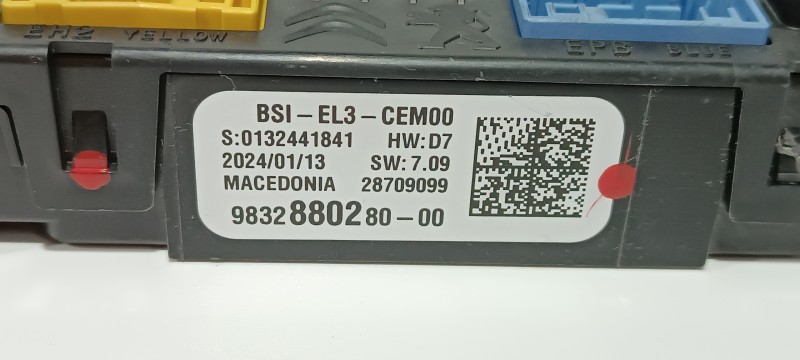 EH2 YELLOW
EPB BLUE
BSI-EL3-CEM00
S:0132441841 HW:D7
2024/01/13 SW:7.09
MACEDONIA 28709099
9832880280-00